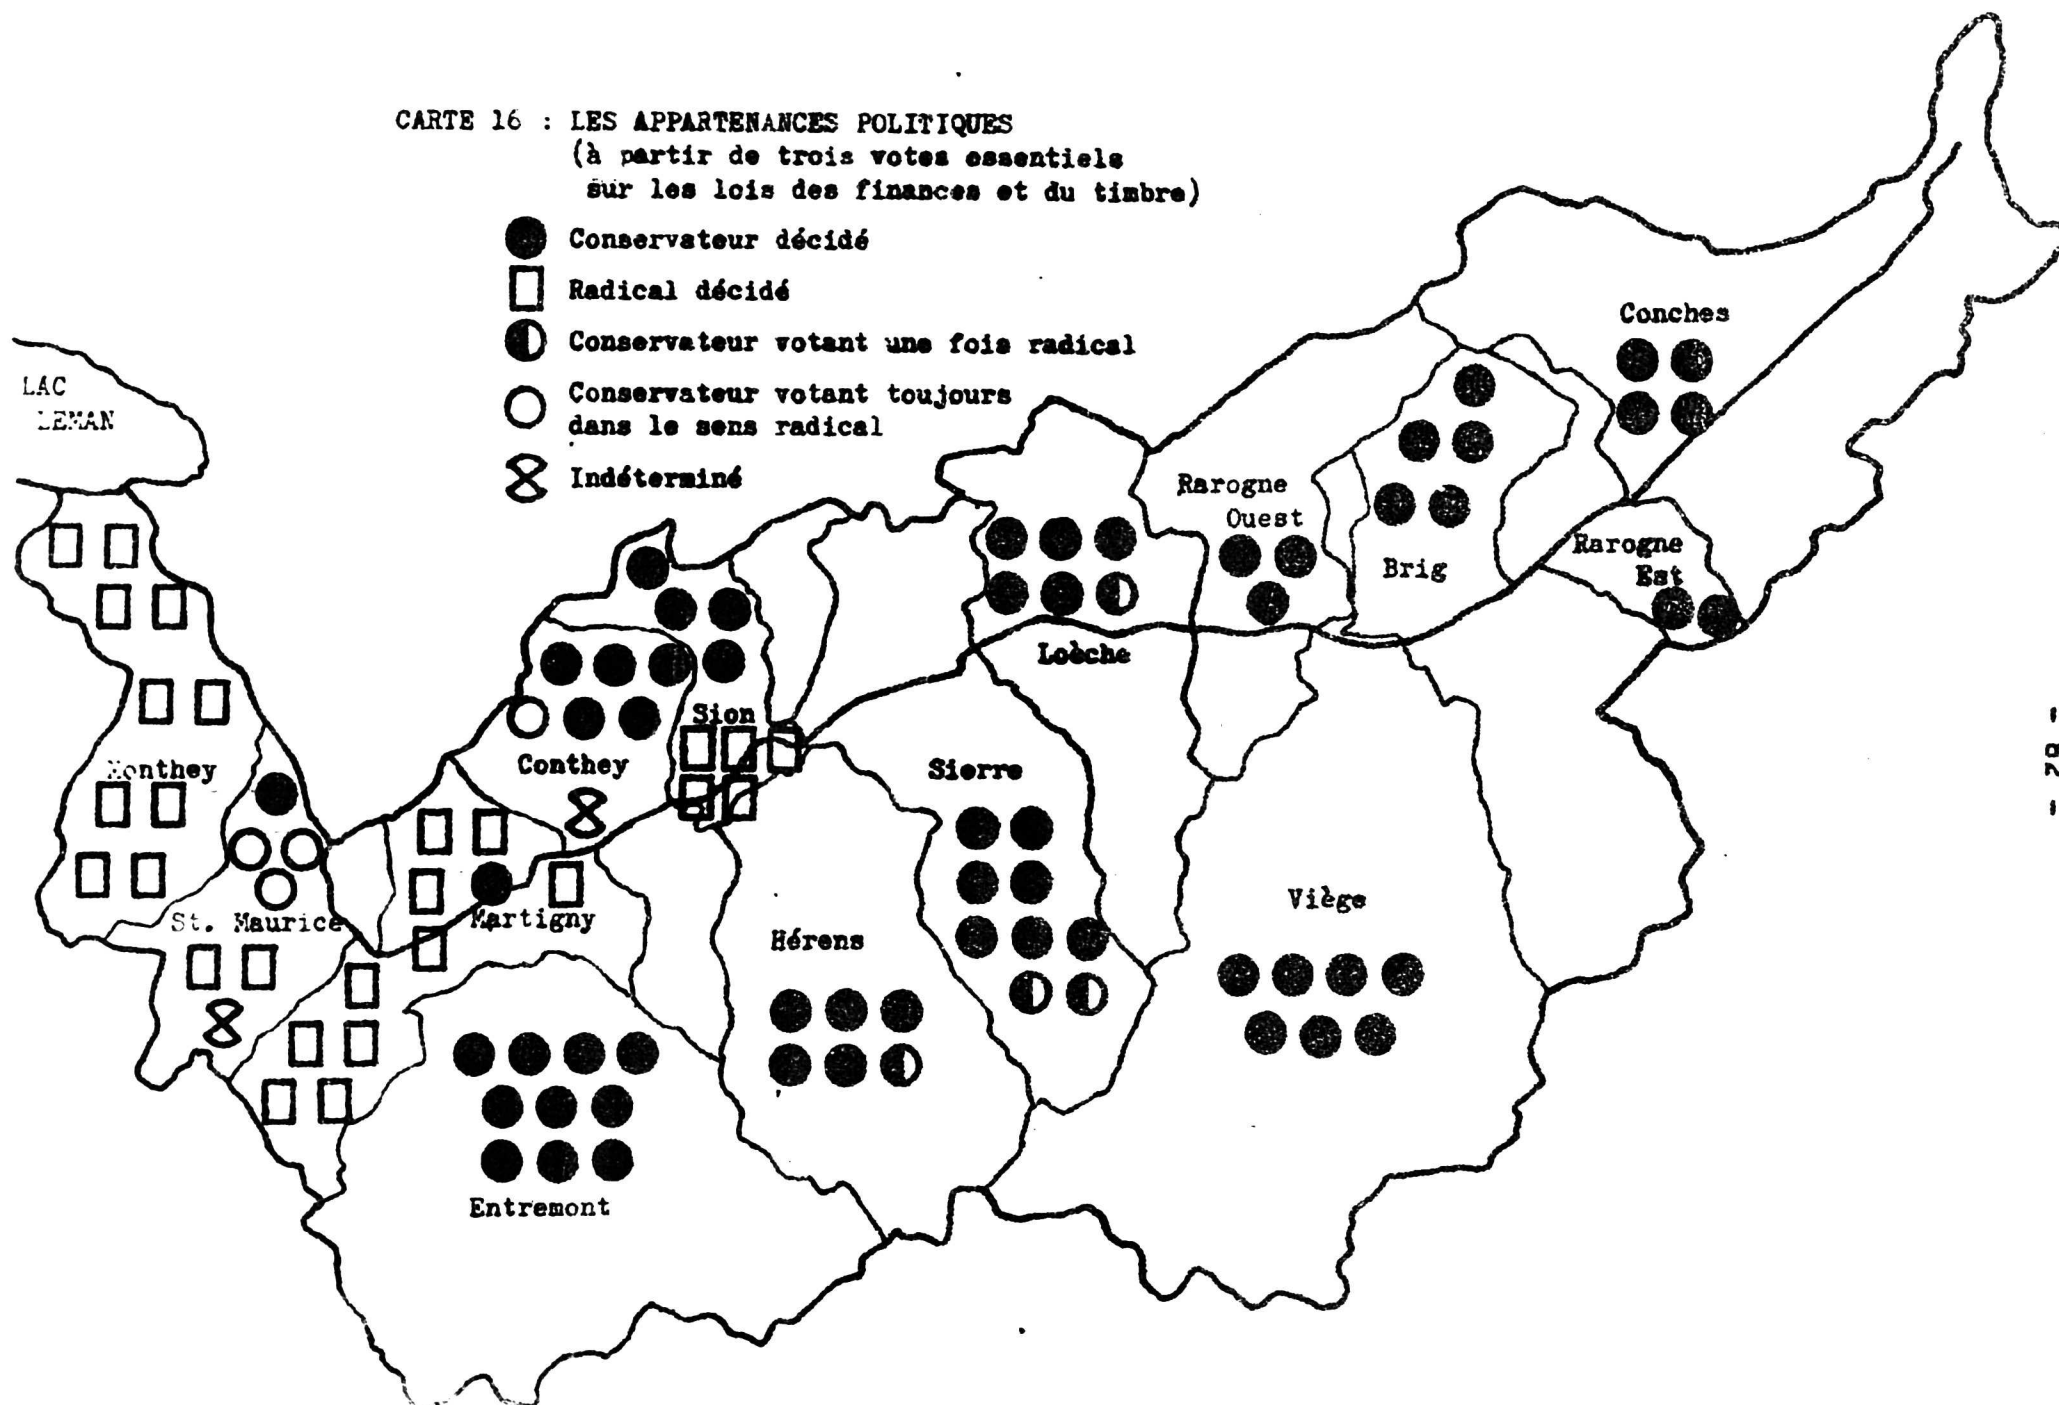 CARTE 16 : LES APPARTENANCES POLITIQUES
(à partir de trois votes essentiels
sur les lois des finances et du timbre)
Conservateur décidé
Radical décidé
Conservateur votant une fois radical
Conservateur votant toujours
dans le sens radical
Indéterminé
LAC
LEMAN
Conches
Rarogne
Ouest
Brig
Rarogne
Est
Loèche
Sion
Conthey
Sierre
Monthey
St. Maurice
Martigny
Hérens
Viège
Entremont